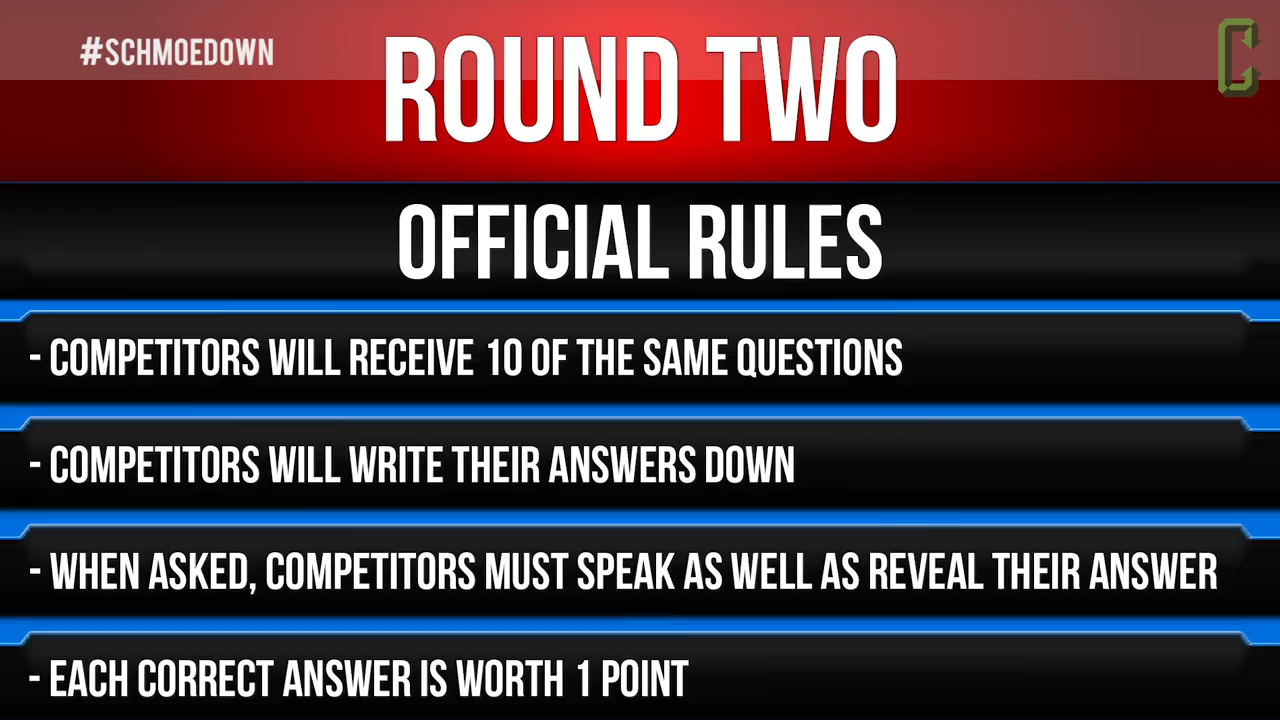 #SCHMOEDOWN
ROUND TWO
OFFICIAL RULES
- COMPETITORS WILL RECEIVE 10 OF THE SAME QUESTIONS
- COMPETITORS WILL WRITE THEIR ANSWERS DOWN
- WHEN ASKED, COMPETITORS MUST SPEAK AS WELL AS REVEAL THEIR ANSWER
- EACH CORRECT ANSWER IS WORTH 1 POINT